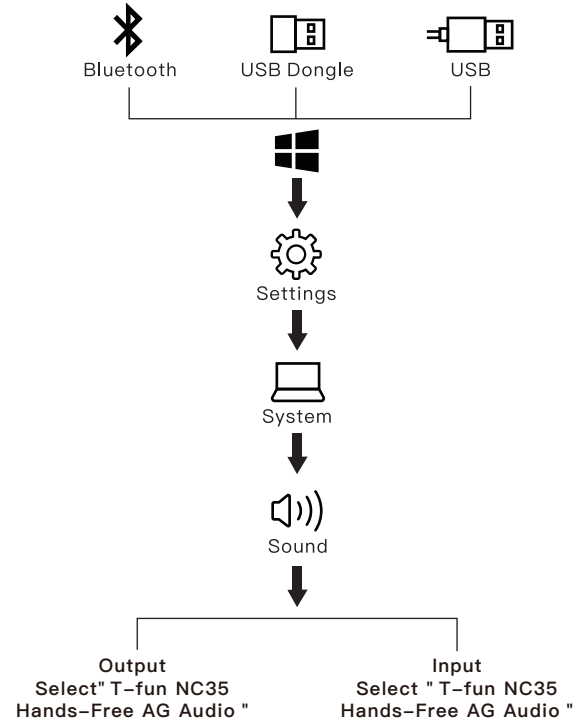 Bluetooth
USB Dongle
USB
Settings
System
Sound
Output
Select" T-fun NC35
Hands-Free AG Audio "
Input
Select " T-fun NC35
Hands-Free AG Audio "